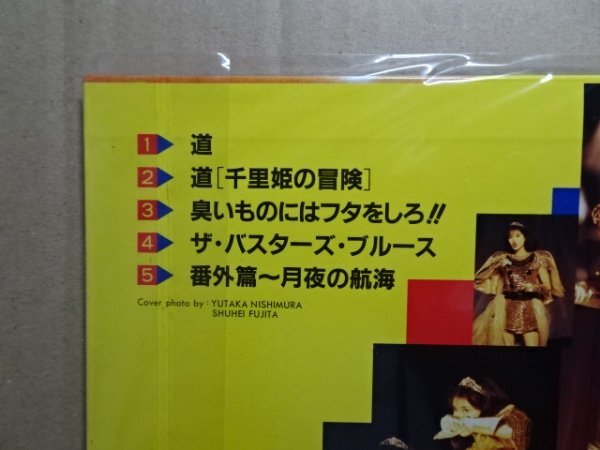 1 道
2 道[千里姫の冒険]
3 臭いものにはフタをしろ!!
4 ザ・バスターズ・ブルース
5 番外篇〜月夜の航海
Cover photo by : YUTAKA NISHIMURA
SHUHEI FUJITA